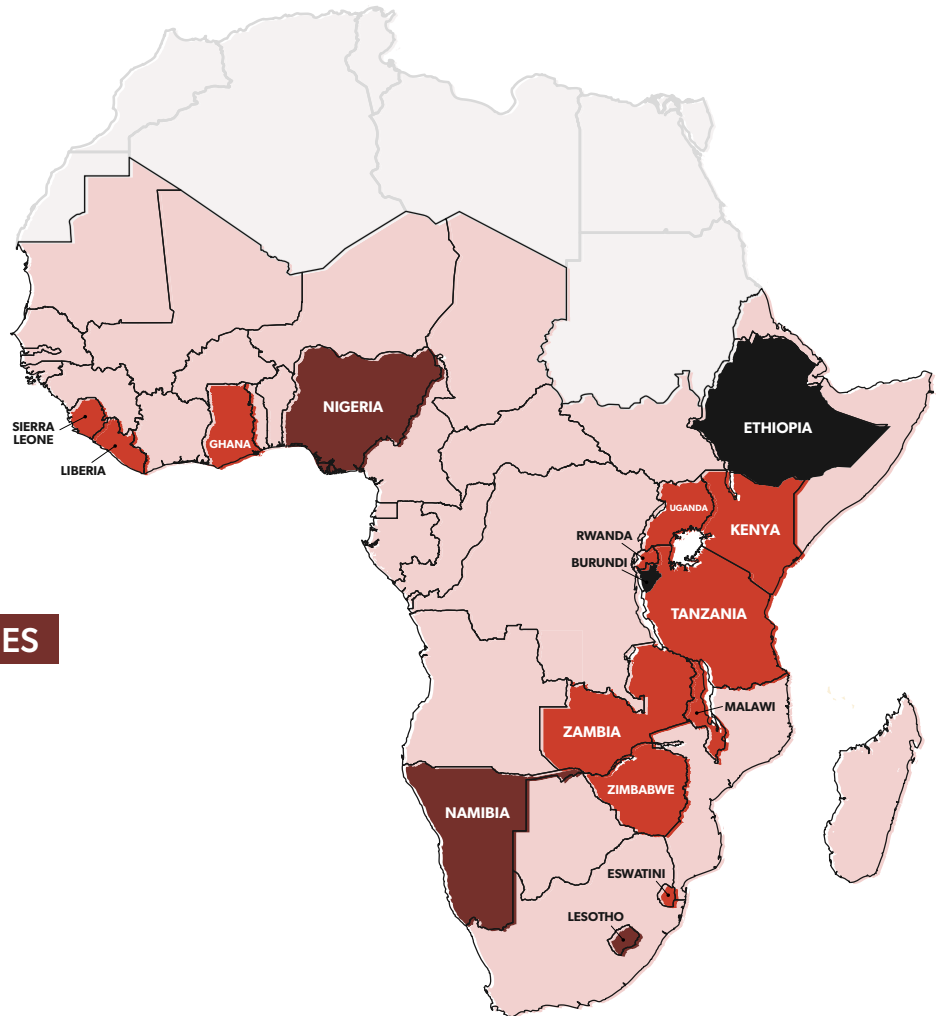 NIGERIA
SIERRA
LEONE
GHANA
LIBERIA
ETHIOPIA
UGANDA
KENYA
RWANDA
BURUNDI
TANZANIA
ES
MALAWI
ZAMBIA
ZIMBABWE
NAMIBIA
ESWATINI
LESOTHO